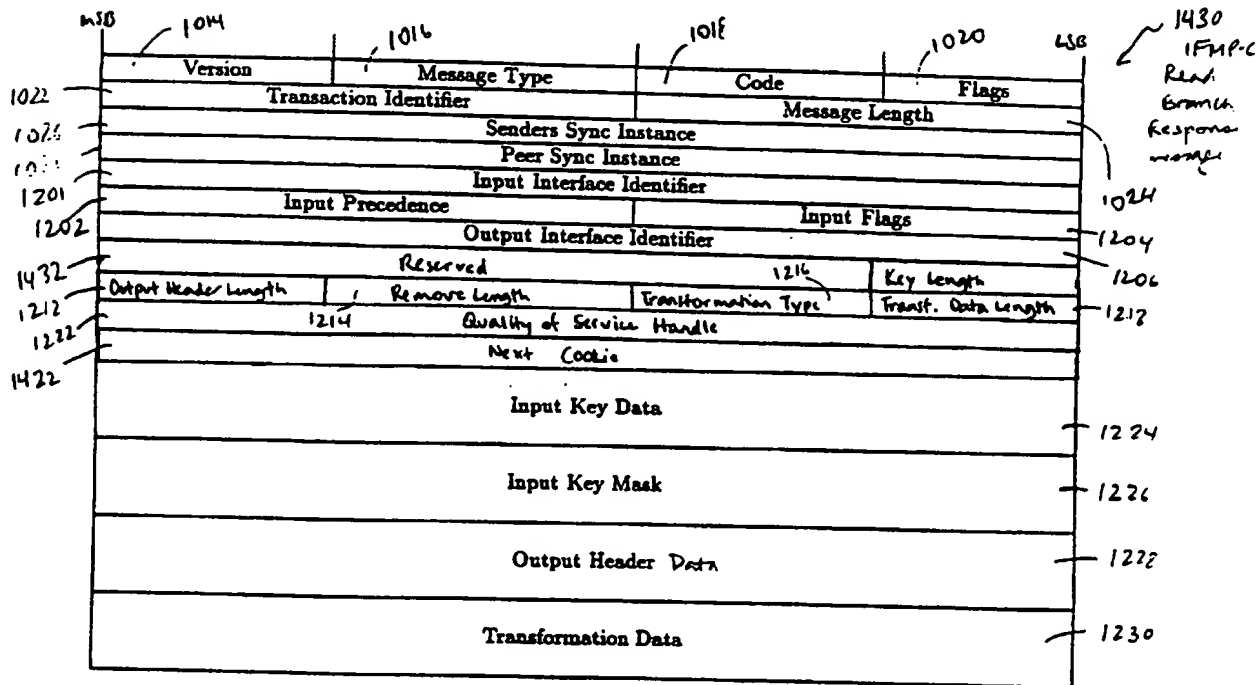 MSB 1014 1016 1018 1020 LSB 1430
IFMP-C
Read
Branch
Response
message
Version Message Type Code Flags
1022 Transaction Identifier Message Length 1024
1026 Senders Sync Instance
Peer Sync Instance
1201 Input Interface Identifier
1202 Input Precedence Input Flags 1204
Output Interface Identifier 1206
1432 Reserved Key Length
1212 Output Header Length 1214 Remove Length 1216 Transformation Type Transf. Data Length 1218
1222 Quality of Service Handle
1422 Next Cookie
Input Key Data 1224
Input Key Mask 1226
Output Header Data 1228
Transformation Data 1230